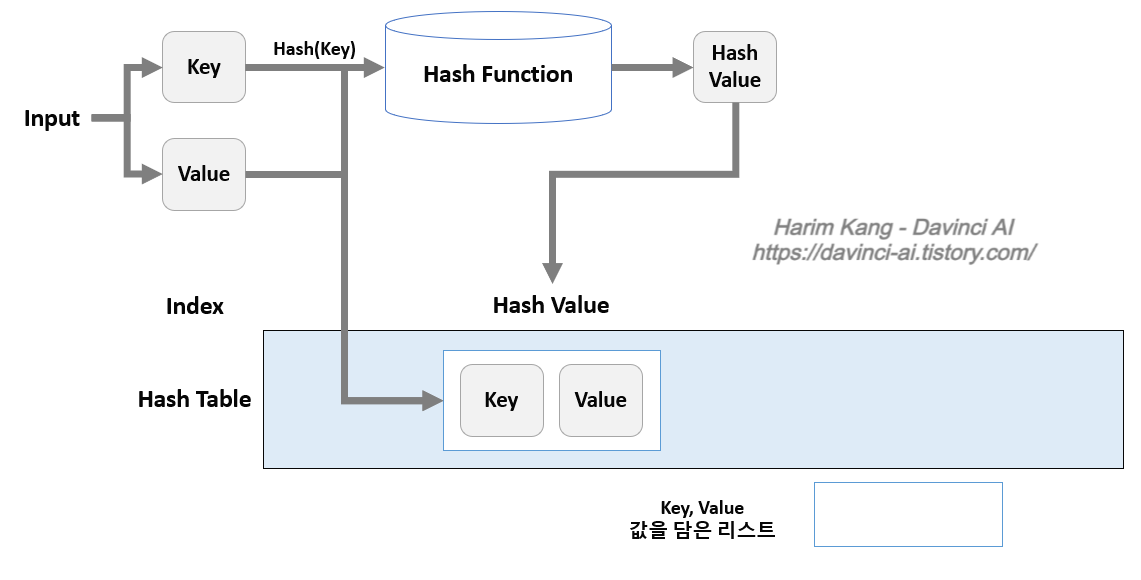 Input
Key
Value
Hash(Key)
Hash Function
Hash
Value
Harim Kang - Davinci AI
https://davinci-ai.tistory.com/
Index
Hash Value
Hash Table
Key
Value
Key, Value
값을 담은 리스트